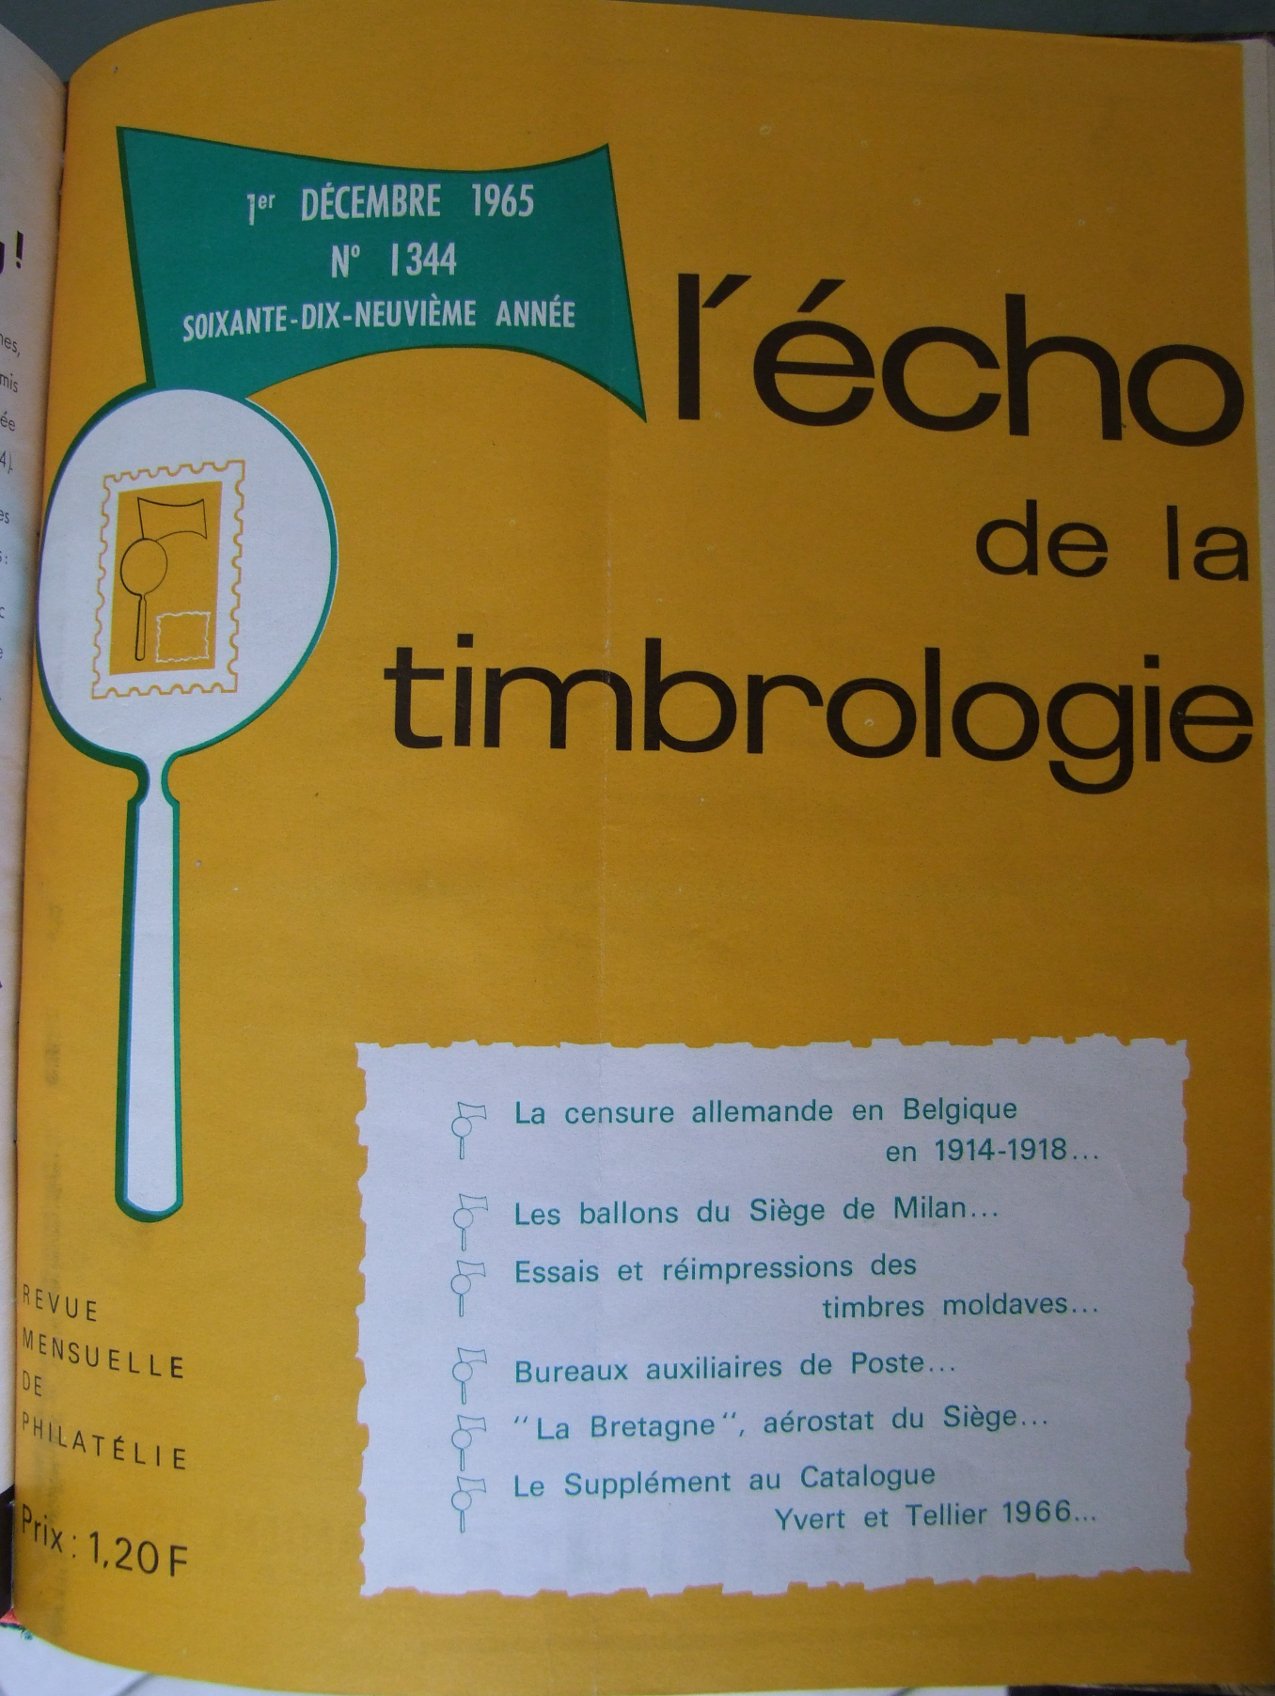 1er DÉCEMBRE 1965
No 1344
SOIXANTE-DIX-NEUVIÈME ANNÉE
l'écho
de la
timbrologie
La censure allemande en Belgique
en 1914-1918...
Les ballons du Siège de Milan...
Essais et réimpressions des
timbres moldaves...
Bureaux auxiliaires de Poste...
"La Bretagne", aérostat du Siège...
Le Supplément au Catalogue
Yvert et Tellier 1966...
REVUE
MENSUELLE
DE
PHILATÉLIE
Prix : 1,20 F